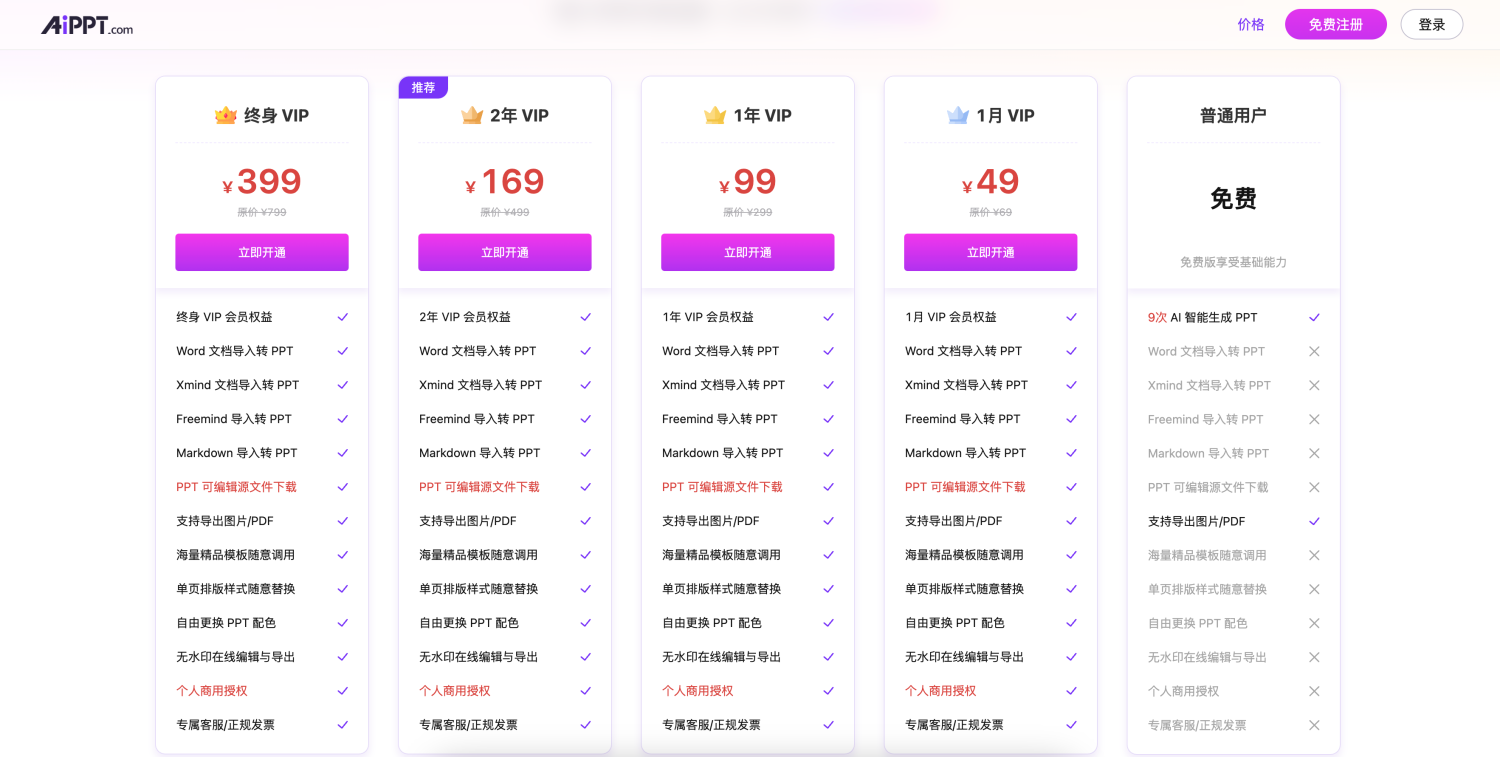 AiPPT.com
价格
免费注册
登录
终身 VIP
¥399
原价 ¥799
立即开通
终身 VIP 会员权益
Word 文档导入转 PPT
Xmind 文档导入转 PPT
Freemind 导入转 PPT
Markdown 导入转 PPT
PPT 可编辑源文件下载
支持导出图片/PDF
海量精品模板随意调用
单页排版样式随意替换
自由更换 PPT 配色
无水印在线编辑与导出
个人商用授权
专属客服/正规发票
推荐
2年 VIP
¥169
原价 ¥499
立即开通
2年 VIP 会员权益
Word 文档导入转 PPT
Xmind 文档导入转 PPT
Freemind 导入转 PPT
Markdown 导入转 PPT
PPT 可编辑源文件下载
支持导出图片/PDF
海量精品模板随意调用
单页排版样式随意替换
自由更换 PPT 配色
无水印在线编辑与导出
个人商用授权
专属客服/正规发票
1年 VIP
¥99
原价 ¥299
立即开通
1年 VIP 会员权益
Word 文档导入转 PPT
Xmind 文档导入转 PPT
Freemind 导入转 PPT
Markdown 导入转 PPT
PPT 可编辑源文件下载
支持导出图片/PDF
海量精品模板随意调用
单页排版样式随意替换
自由更换 PPT 配色
无水印在线编辑与导出
个人商用授权
专属客服/正规发票
1月 VIP
¥49
原价 ¥69
立即开通
1月 VIP 会员权益
Word 文档导入转 PPT
Xmind 文档导入转 PPT
Freemind 导入转 PPT
Markdown 导入转 PPT
PPT 可编辑源文件下载
支持导出图片/PDF
海量精品模板随意调用
单页排版样式随意替换
自由更换 PPT 配色
无水印在线编辑与导出
个人商用授权
专属客服/正规发票
普通用户
免费
免费版享受基础能力
9次 AI 智能生成 PPT
Word 文档导入转 PPT
Xmind 文档导入转 PPT
Freemind 导入转 PPT
Markdown 导入转 PPT
PPT 可编辑源文件下载
支持导出图片/PDF
海量精品模板随意调用
单页排版样式随意替换
自由更换 PPT 配色
无水印在线编辑与导出
个人商用授权
专属客服/正规发票